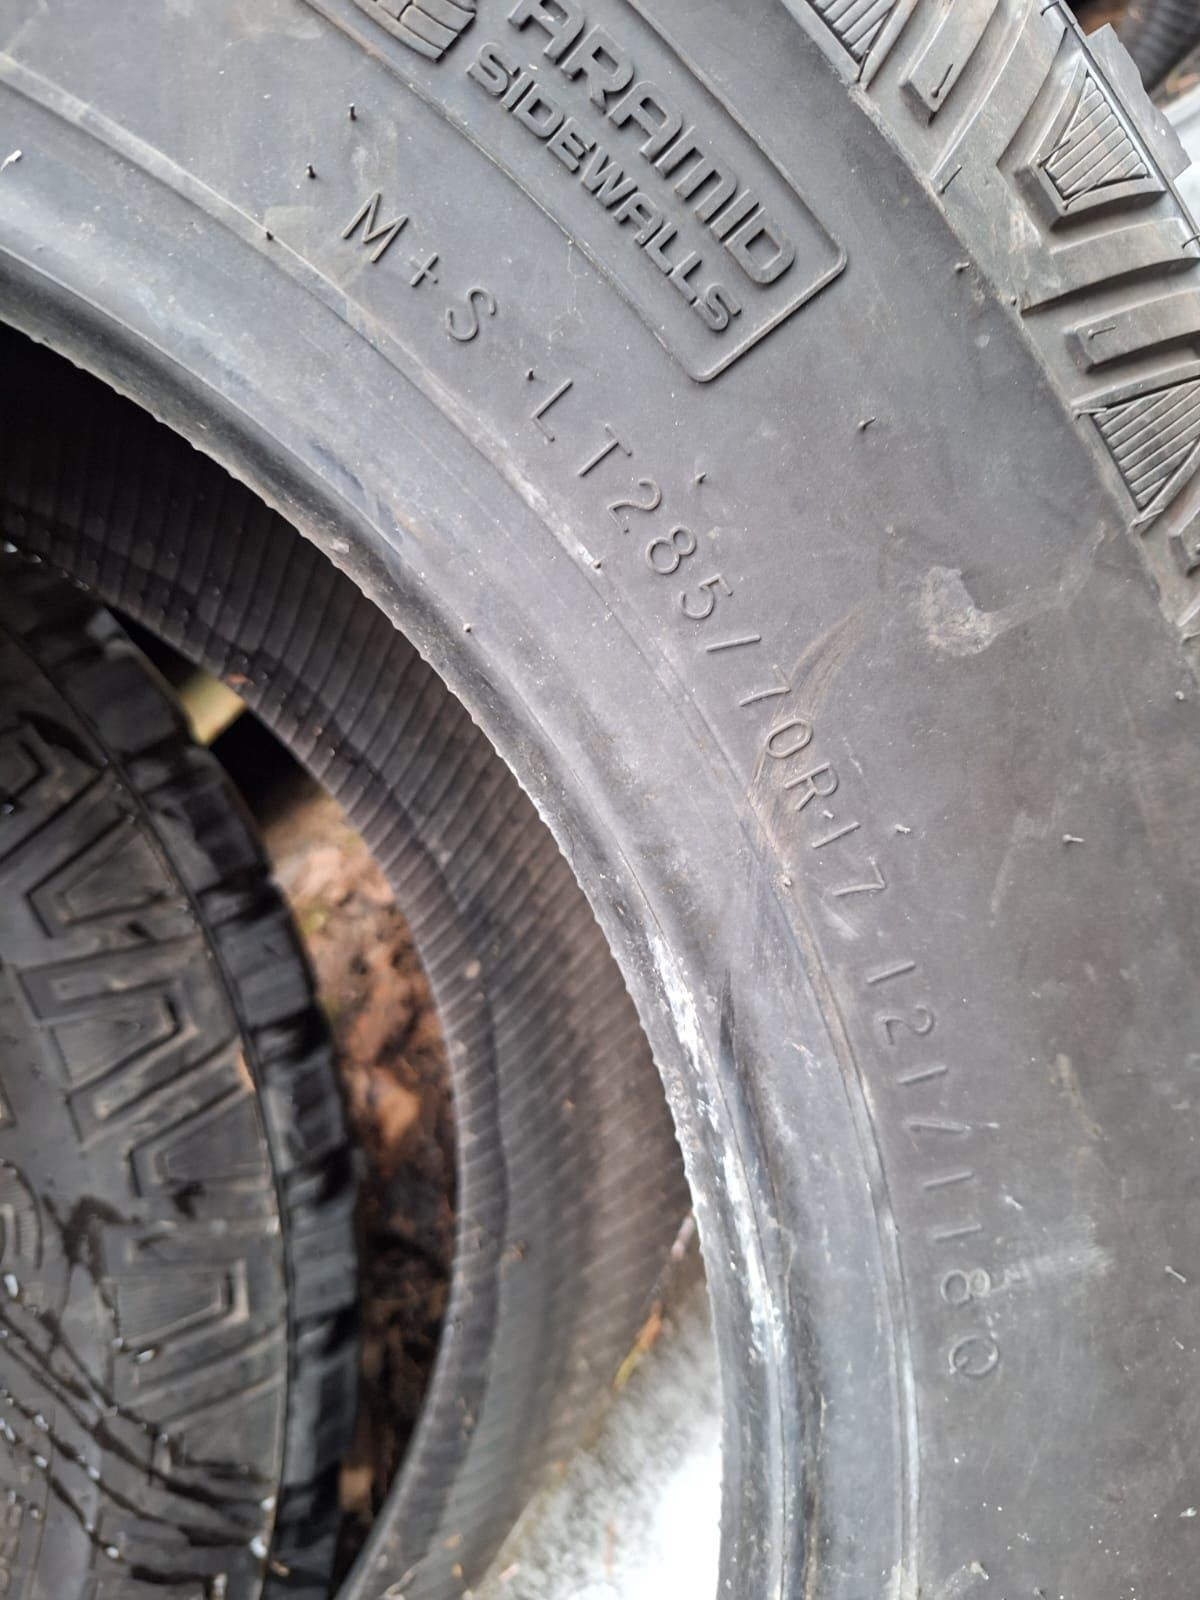 ARAMID
SIDEWALLS
M+S LT285/70R17 121/118Q